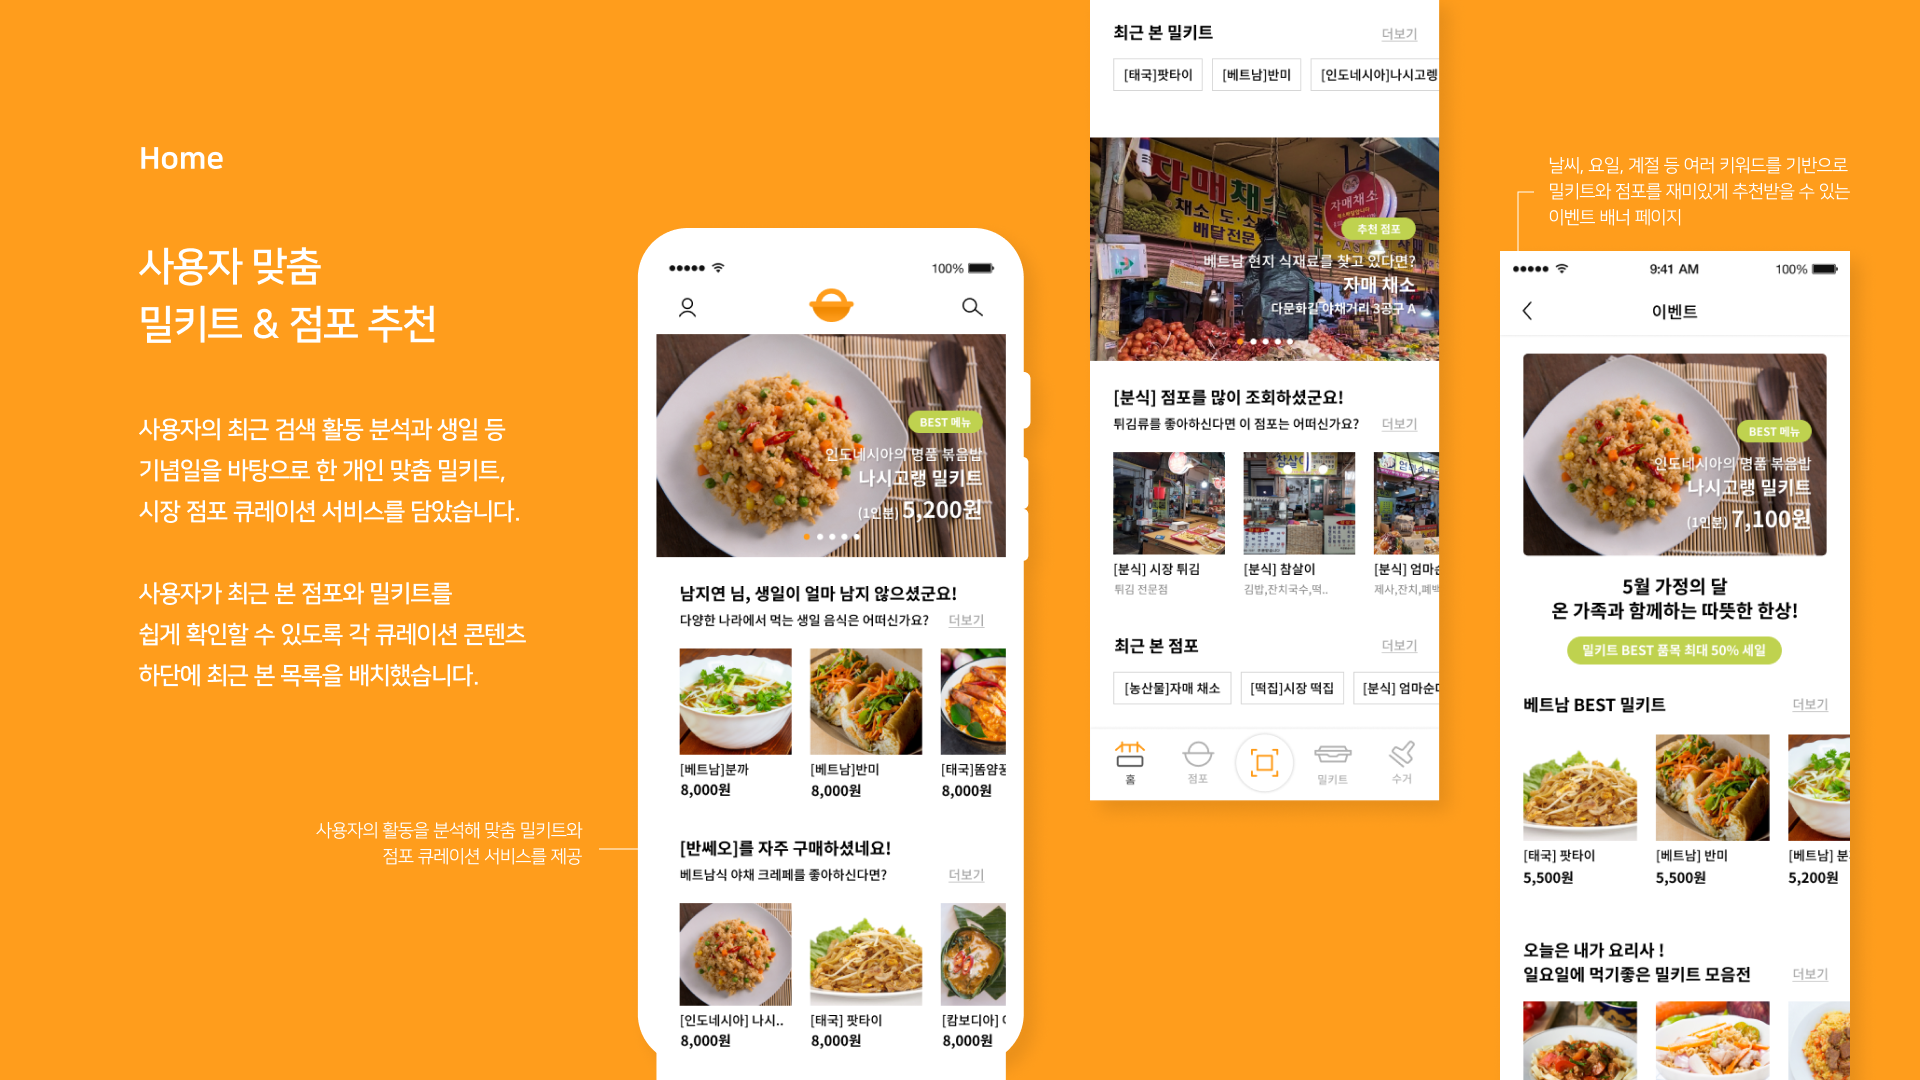 Home
사용자 맞춤
밀키트 & 점포 추천
사용자의 최근 검색 활동 분석과 생일 등
기념일을 바탕으로 한 개인 맞춤 밀키트,
시장 점포 큐레이션 서비스를 담았습니다.
사용자가 최근 본 점포와 밀키트를
쉽게 확인할 수 있도록 각 큐레이션 콘텐츠
하단에 최근 본 목록을 배치했습니다.
사용자의 활동을 분석해 맞춤 밀키트와
점포 큐레이션 서비스를 제공
100%
BEST 메뉴
인도네시아의 명품 볶음밥
나시고랭 밀키트
(1인분) 5,200원
남지연 님, 생일이 얼마 남지 않으셨군요!
다양한 나라에서 먹는 생일 음식은 어떠신가요? 더보기
[베트남]분까 [베트남]반미 [태국]똠얌꿍
8,000원 8,000원 8,000원
[반쎄오]를 자주 구매하셨네요!
베트남식 야채 크레페를 좋아하신다면? 더보기
[인도네시아] 나시.. [태국] 팟타이 [캄보디아]
8,000원 8,000원 8,000원
최근 본 밀키트 더보기
[태국]팟타이 [베트남]반미 [인도네시아]나시고렝
자매채소
채소 도·소
배달전문
자매채소
추천 점포
베트남 현지 식재료를 찾고 있다면?
자매 채소
다문화길 야채거리 3공구 A
[분식] 점포를 많이 조회하셨군요!
튀김류를 좋아하신다면 이 점포는 어떠신가요? 더보기
참살이
[분식] 시장 튀김 [분식] 참살이 [분식] 엄마손
튀김 전문점 김밥,잔치국수,떡.. 제사,잔치,폐백
최근 본 점포 더보기
[농산물]자매 채소 [떡집]시장 떡집 [분식] 엄마손
홈 점포 밀키트 수거
날씨, 요일, 계절 등 여러 키워드를 기반으로
밀키트와 점포를 재미있게 추천받을 수 있는
이벤트 배너 페이지
9:41 AM 100%
이벤트
BEST 메뉴
인도네시아의 명품 볶음밥
나시고랭 밀키트
(1인분) 7,100원
5월 가정의 달
온 가족과 함께하는 따뜻한 한상!
밀키트 BEST 품목 최대 50% 세일
베트남 BEST 밀키트 더보기
[태국] 팟타이 [베트남] 반미 [베트남] 분
5,500원 5,500원 5,200원
오늘은 내가 요리사 !
일요일에 먹기좋은 밀키트 모음전 더보기